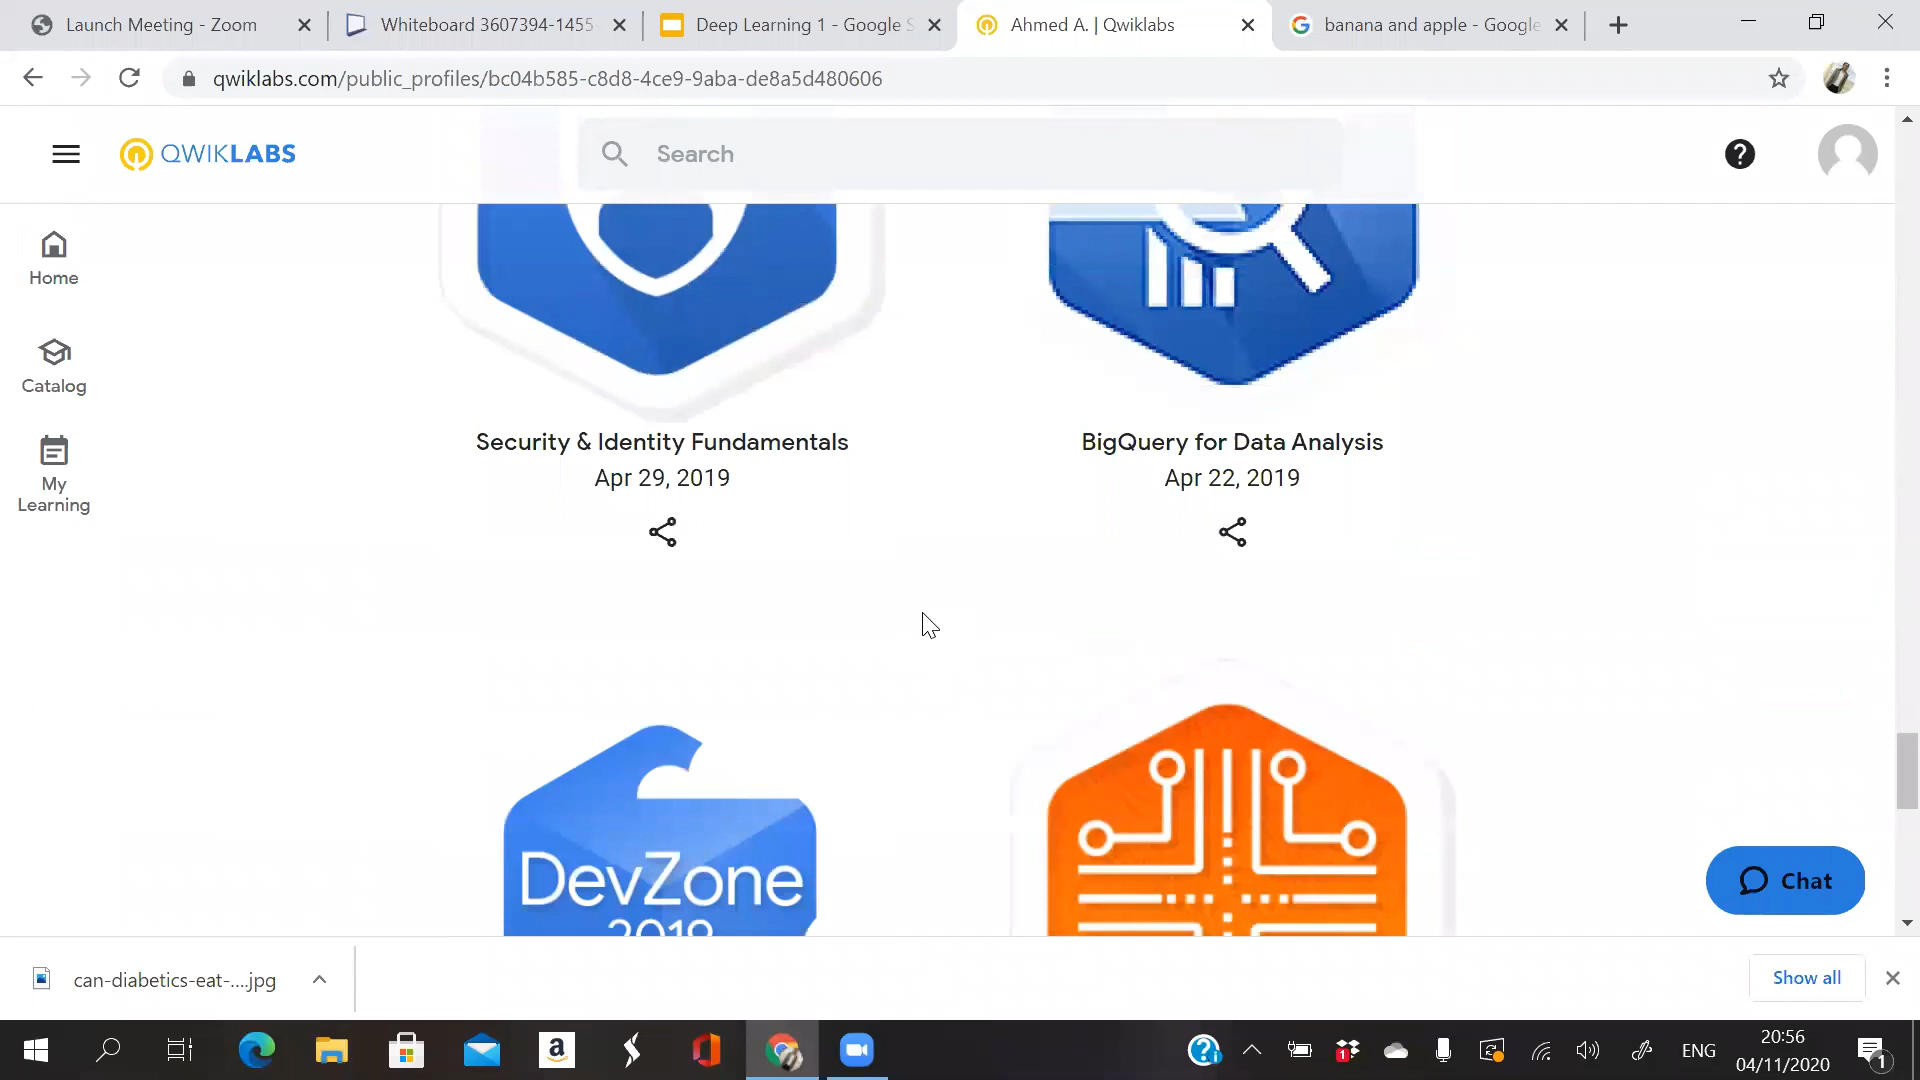 Launch Meeting - Zoom
Whiteboard 3607394-1455
Deep Learning 1 - Google S
Ahmed A. | Qwiklabs
banana and apple - Google
qwiklabs.com/public_profiles/bc04b585-c8d8-4ce9-9aba-de8a5d480606
QWIKLABS
Search
Home
Catalog
My
Learning
Security & Identity Fundamentals
Apr 29, 2019
BigQuery for Data Analysis
Apr 22, 2019
DevZone
2019
Chat
can-diabetics-eat-....jpg
Show all
ENG
20:56
04/11/2020
1
1